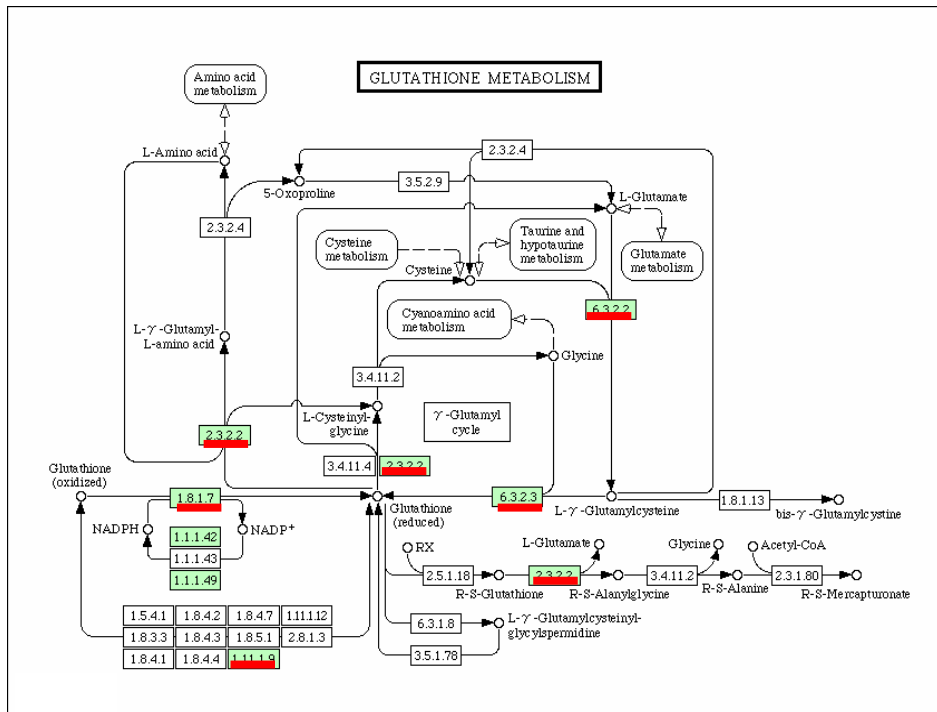 GLUTATHIONE METABOLISM
Amino acid
metabolism
L-Amino acid
2.3.2.4
5-Oxoproline
3.5.2.9
L-Glutamate
2.3.2.4
Cysteine
metabolism
Taurine and
hypotaurine
metabolism
Glutamate
metabolism
Cysteine
6.3.2.2
Cyanoamino acid
metabolism
L-γ-Glutamyl-
L-amino acid
Glycine
3.4.11.2
L-Cysteinyl-
glycine
γ-Glutamyl
cycle
2.3.2.2
3.4.11.4
2.3.2.2
Glutathione
(oxidized)
1.8.1.7
Glutathione
(reduced)
6.3.2.3
L-γ-Glutamylcysteine
1.8.1.13
bis-γ-Glutamylcystine
NADPH
NADP+
1.1.1.42
1.1.1.43
1.1.1.49
RX
L-Glutamate
Glycine
Acetyl-CoA
2.5.1.18
2.3.2.2
3.4.11.2
2.3.1.80
R-S-Glutathione
R-S-Alanylglycine
R-S-Alanine
R-S-Mercapturonate
1.5.4.1
1.8.4.2
1.8.4.7
1.11.1.12
1.8.3.3
1.8.4.3
1.8.5.1
2.8.1.3
1.8.4.1
1.8.4.4
1.11.1.9
6.3.1.8
L-γ-Glutamylcysteinyl-
glycylspermidine
3.5.1.78